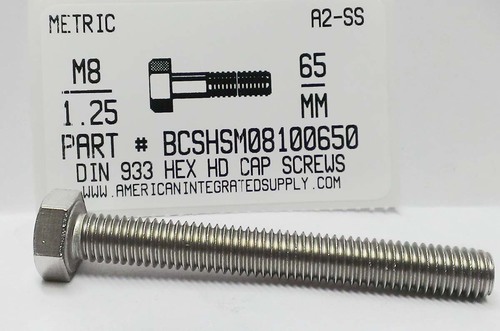 METRIC A2-SS
M8 65
1.25 MM
PART # BCSHSM08100650
DIN 933 HEX HD CAP SCREWS
WWW.AMERICANINTEGRATEDSUPPLY.COM